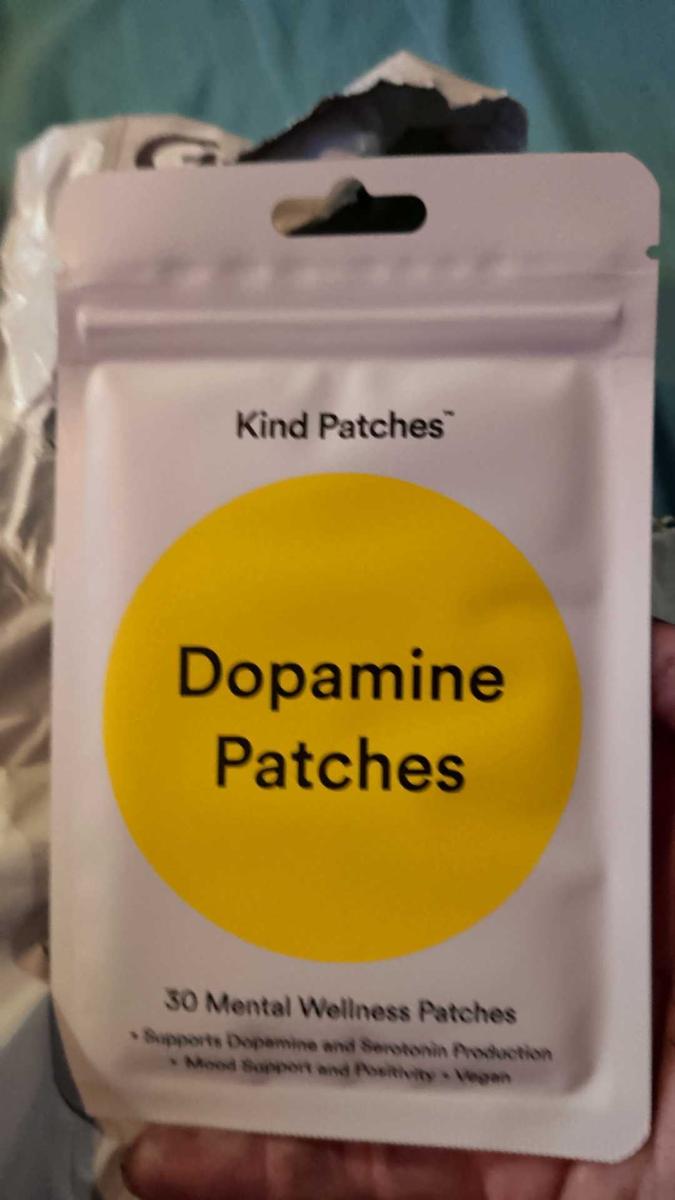 Kind Patches™
Dopamine
Patches
30 Mental Wellness Patches
• Supports Dopamine and Serotonin Production
• Mood Support and Positivity • Vegan